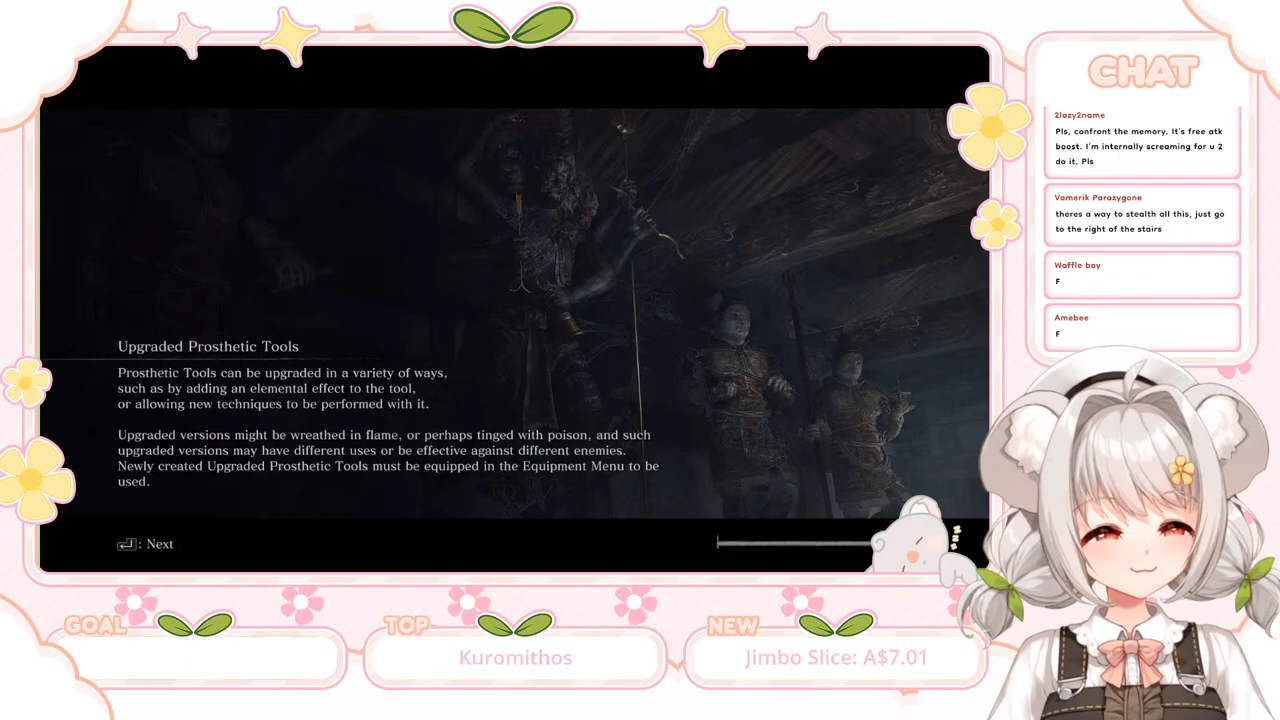 CHAT
2lazy2name
Pls, confront the memory, It's free atk
boost. I'm internally screaming for u 2
do it. Pls
Vamerik Parazygone
theres a way to stealth all this, just go
to the right of the stairs
Waffle boy
F
Amebee
F
Upgraded Prosthetic Tools
Prosthetic Tools can be upgraded in a variety of ways,
such as by adding an elemental effect to the tool,
or allowing new techniques to be performed with it.
Upgraded versions might be wreathed in flame, or perhaps tinged with poison, and such
upgraded versions may have different uses or be effective against different enemies.
Newly created Upgraded Prosthetic Tools must be equipped in the Equipment Menu to be
used.
: Next
GOAL
TOP
Kuromithos
NEW
Jimbo Slice: A$7.01